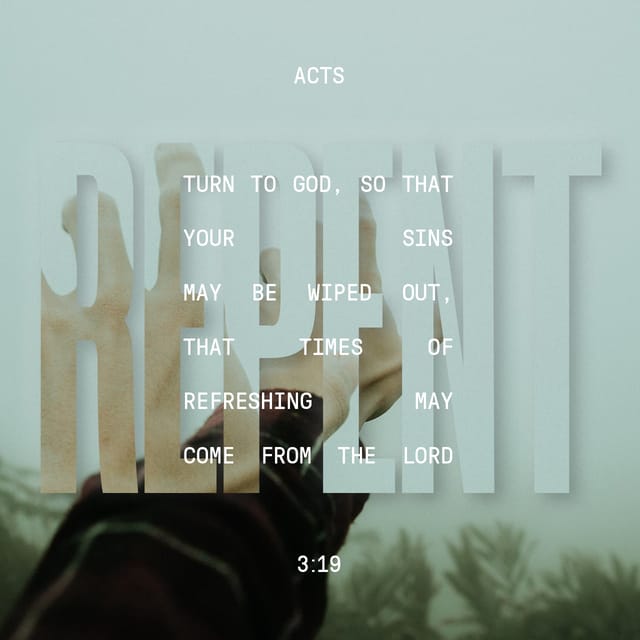 ACTS
REPENT
TURN TO GOD, SO THAT
YOUR SINS
MAY BE WIPED OUT,
THAT TIMES OF
REFRESHING MAY
COME FROM THE LORD
3:19